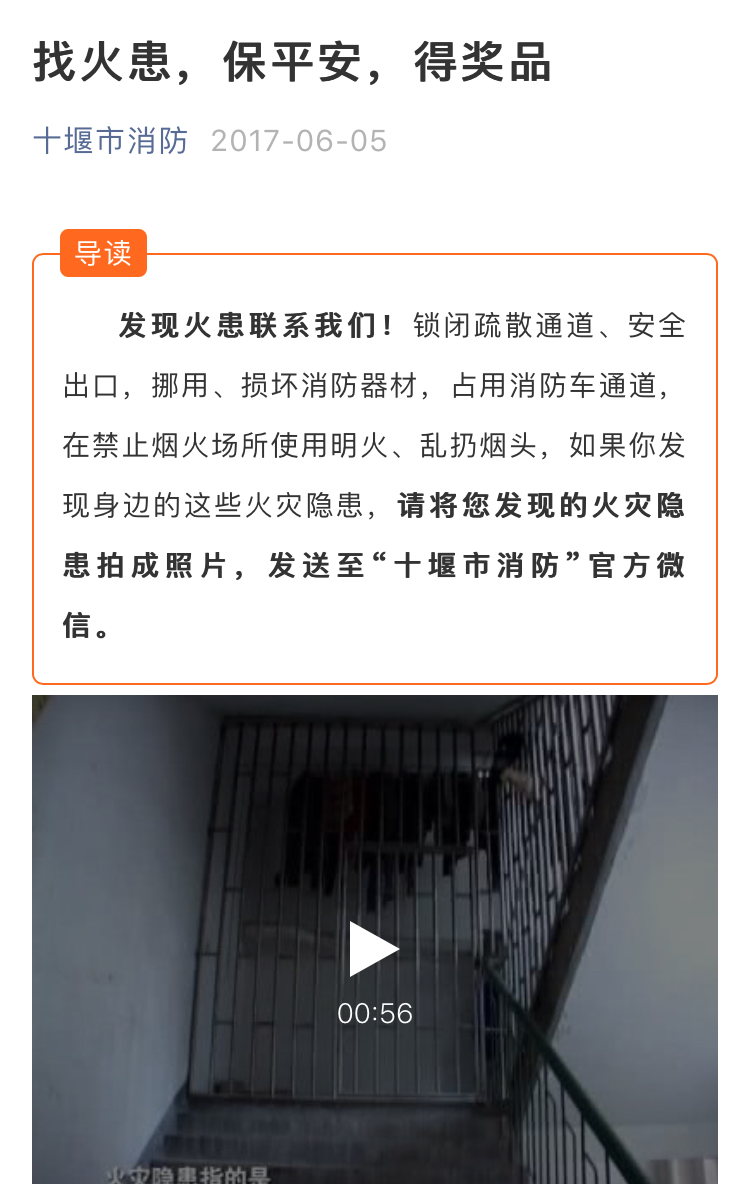 找火患，保平安，得奖品
十堰市消防 2017-06-05
导读
发现火患联系我们！锁闭疏散通道、安全
出口，挪用、损坏消防器材，占用消防车通道，
在禁止烟火场所使用明火、乱扔烟头，如果你发
现身边的这些火灾隐患，请将您发现的火灾隐
患拍成照片，发送至“十堰市消防”官方微
信。
00:56
火灾隐患指的是